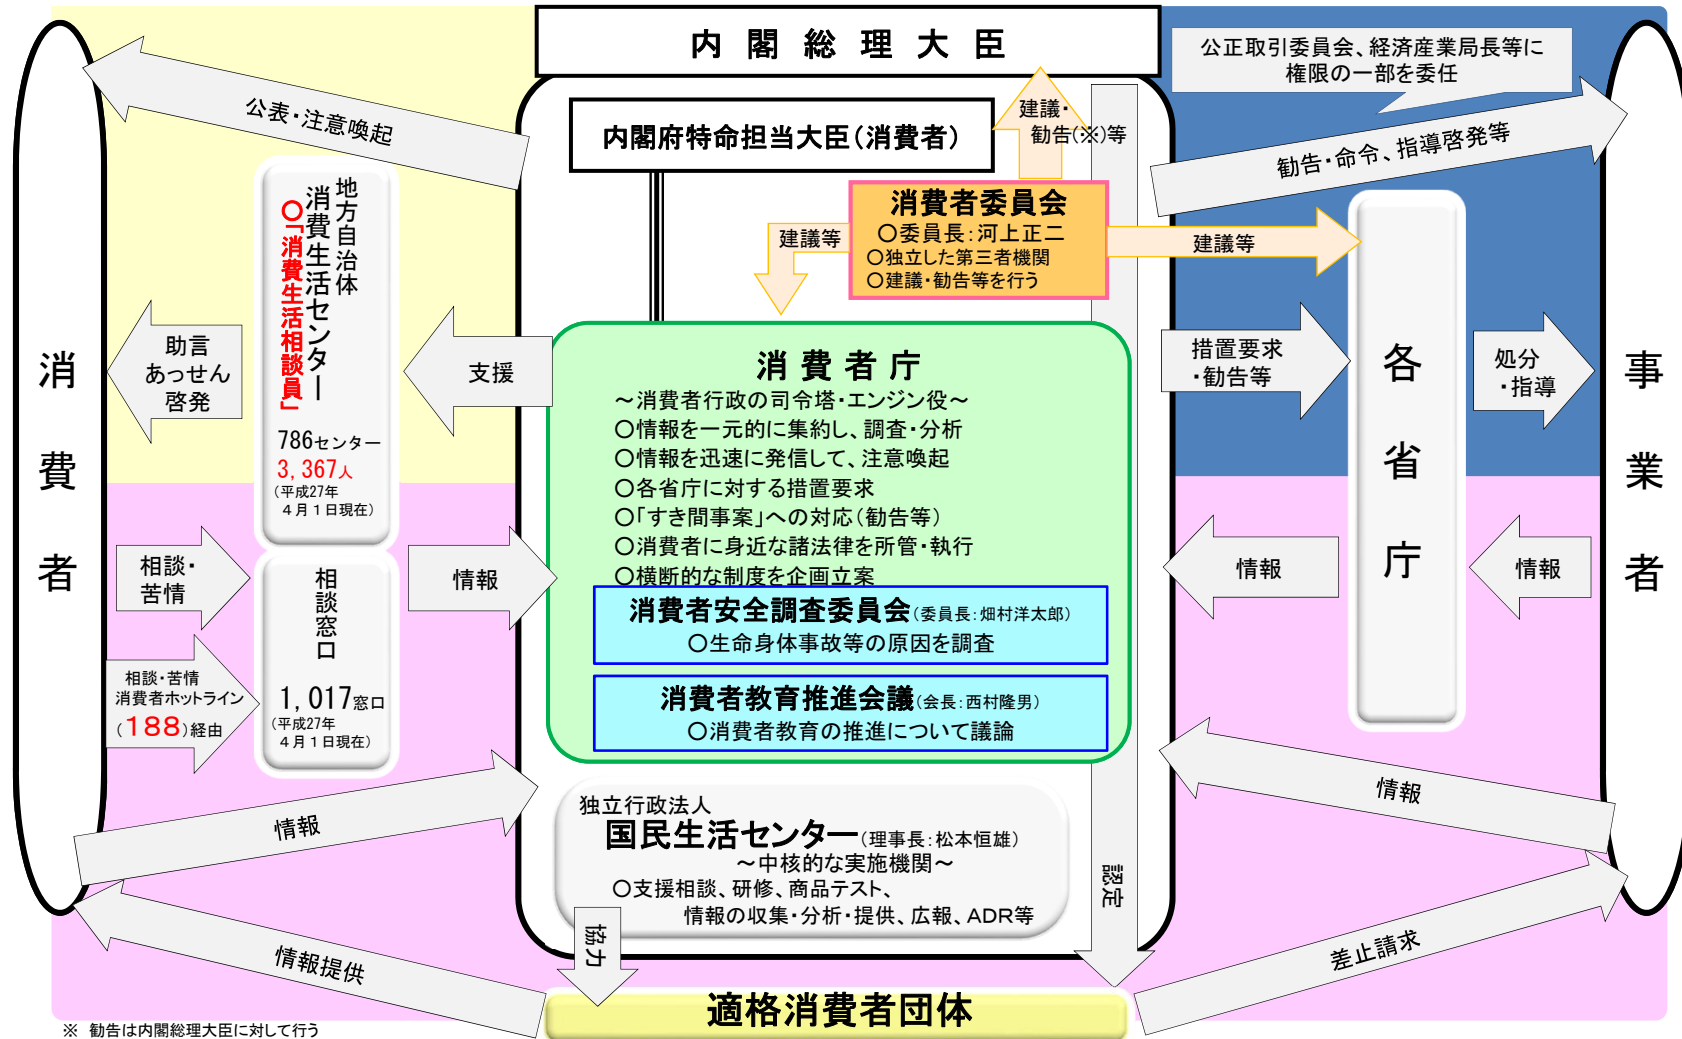 内閣総理大臣
公正取引委員会、経済産業局長等に
権限の一部を委任
公表・注意喚起
内閣府特命担当大臣(消費者)
建議・
勧告(※)等
勧告・命令、指導啓発等
消費者委員会
○委員長:河上正二
○独立した第三者機関
○建議・勧告等を行う
建議等
建議等
消費者
事業者
各省庁
地方自治体
消費生活センター
○「消費生活相談員」
786センター
3,367人
(平成27年
4月1日現在)
助言
あっせん
啓発
支援
措置要求
・勧告等
処分
・指導
消費者庁
~消費者行政の司令塔・エンジン役~
○情報を一元的に集約し、調査・分析
○情報を迅速に発信して、注意喚起
○各省庁に対する措置要求
○「すき間事案」への対応(勧告等)
○消費者に身近な諸法律を所管・執行
○横断的な制度を企画立案
消費者安全調査委員会(委員長:畑村洋太郎)
○生命身体事故等の原因を調査
消費者教育推進会議(会長:西村隆男)
○消費者教育の推進について議論
相談・
苦情
情報
情報
情報
相談窓口
1,017窓口
(平成27年
4月1日現在)
相談・苦情
消費者ホットライン
(188)経由
情報
情報
独立行政法人
国民生活センター(理事長:松本恒雄)
~中核的な実施機関~
○支援相談、研修、商品テスト、
情報の収集・分析・提供、広報、ADR等
認定
協力
情報提供
差止請求
適格消費者団体
※ 勧告は内閣総理大臣に対して行う